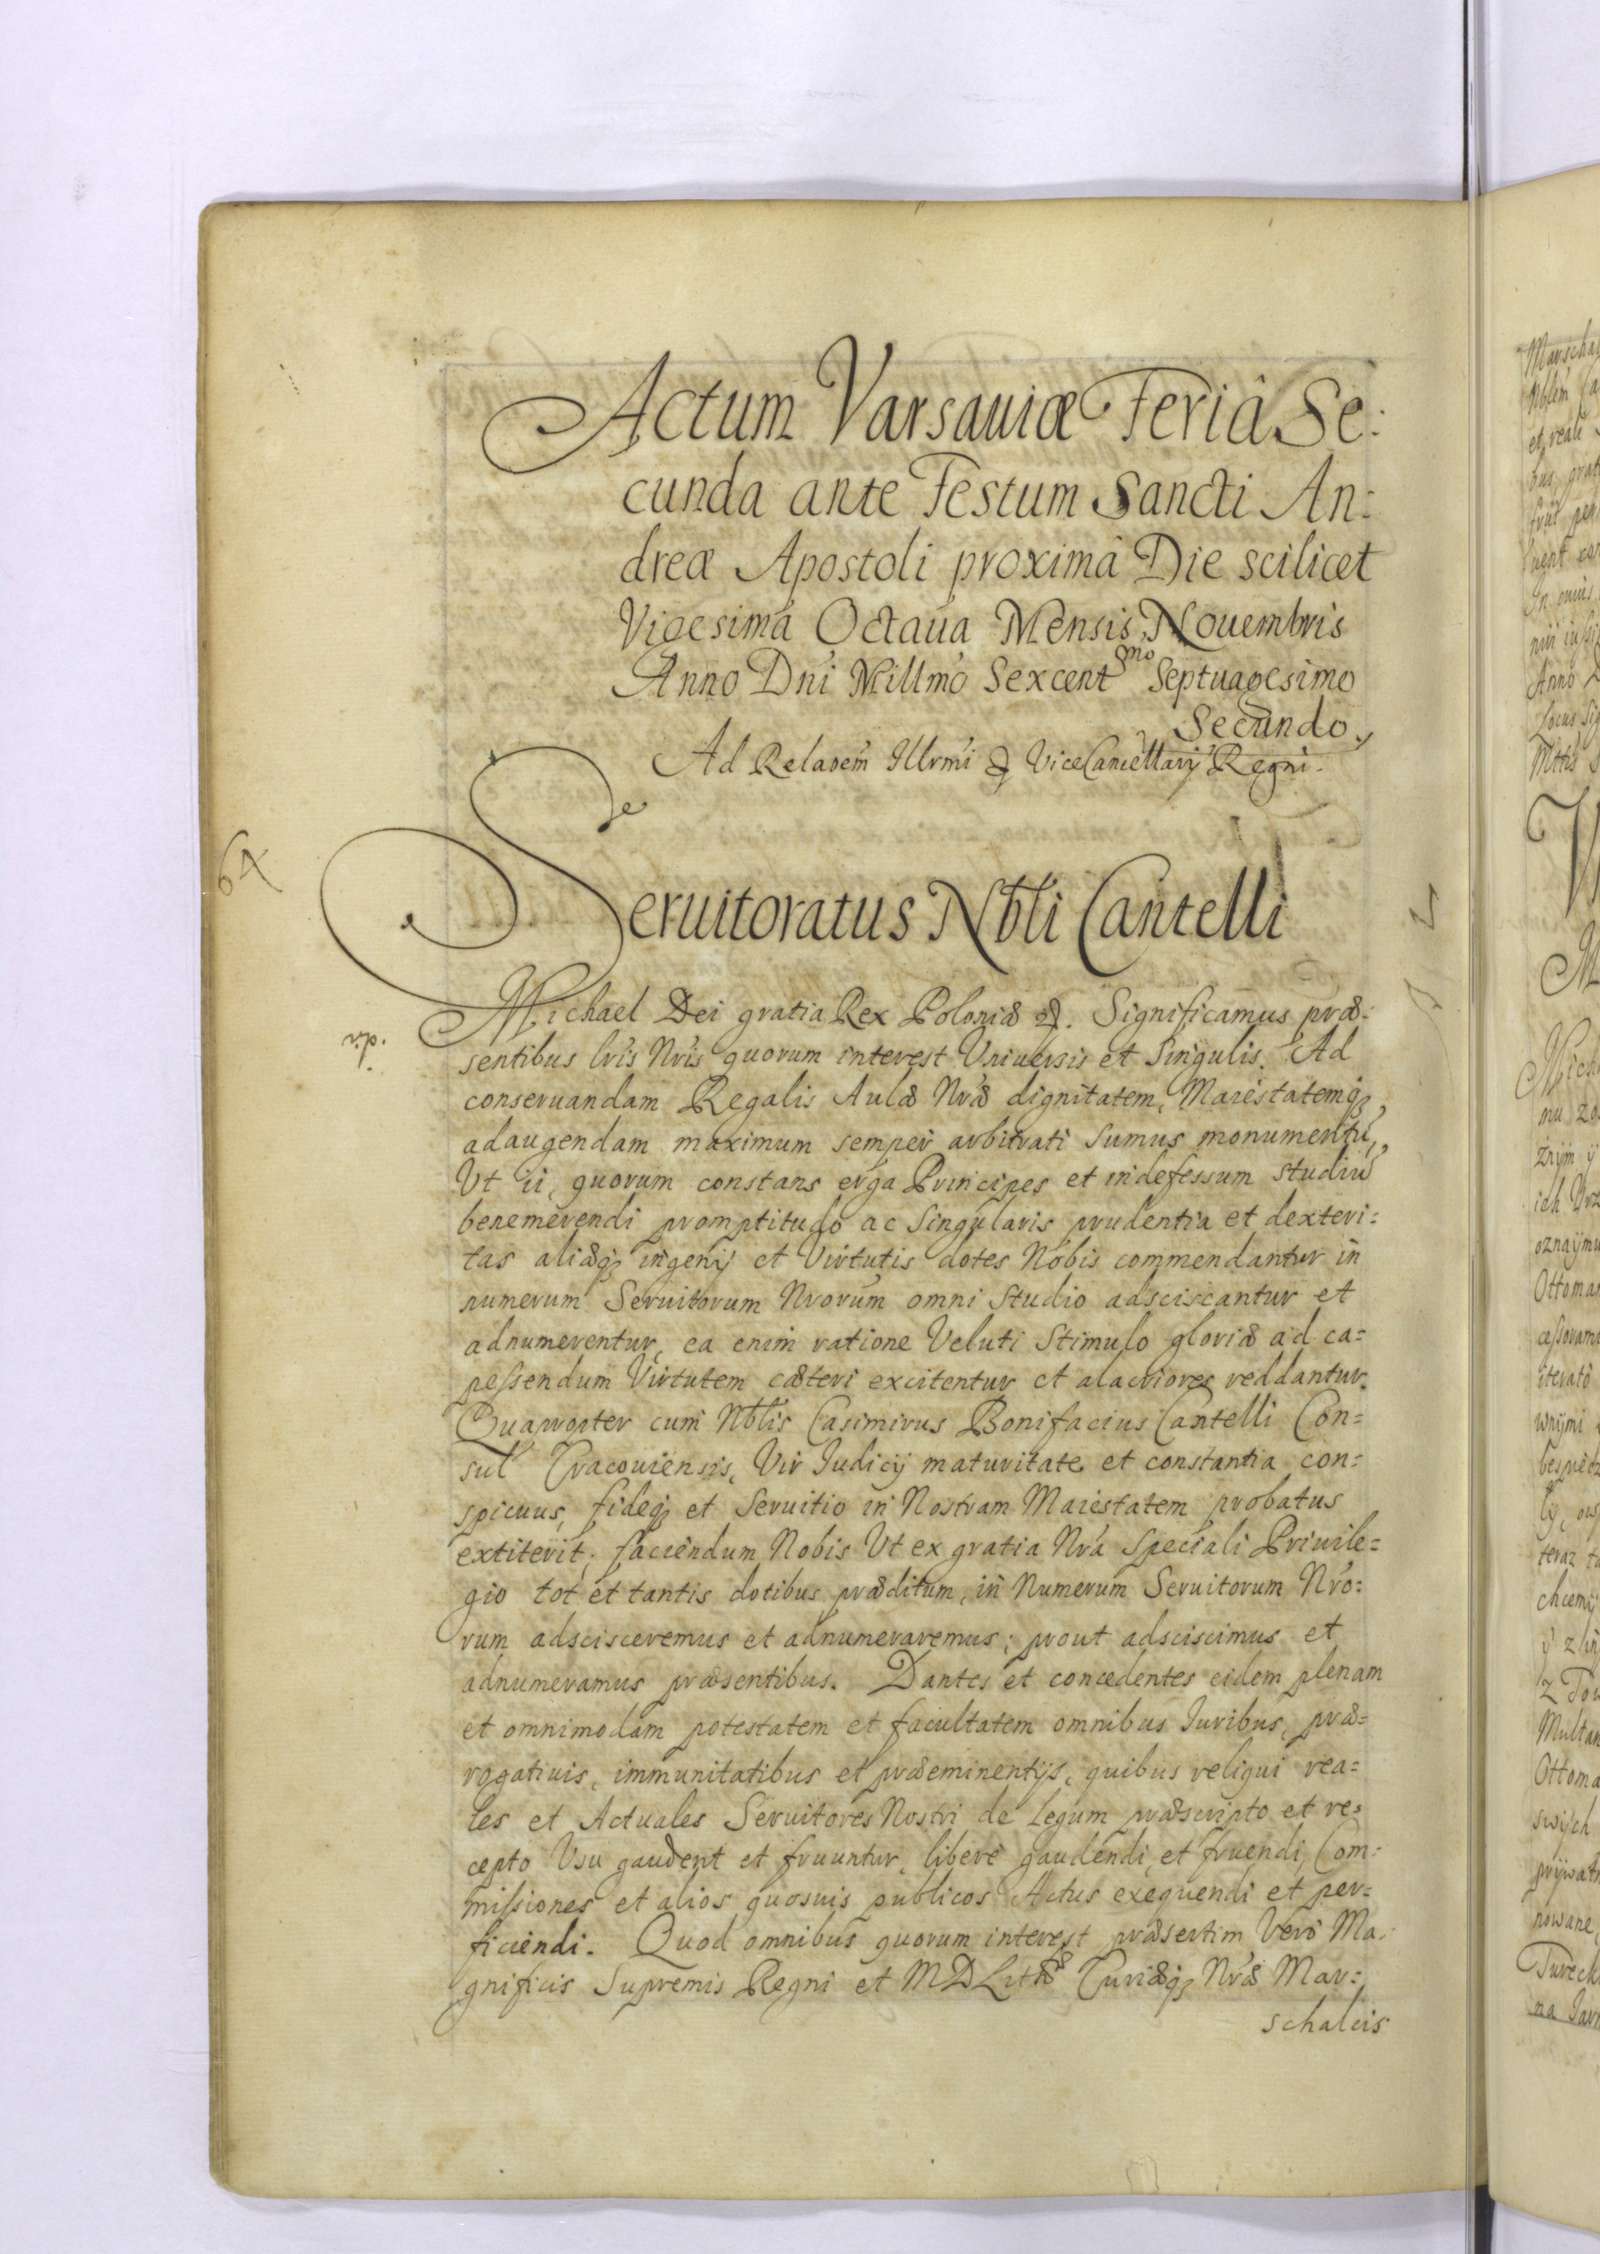 Actum Varsauiæ Feriâ Se:
cunda ante Festum Sancti An:
dreæ Apostoli proximâ Die scilicet
Vigesimâ Octaua Mensis Nouembris
Anno Dni Millmo Sexcentmo Septuagesimo
Secundo
Ad Relaoem Illrmi & ViceCancellarij Regni.
64
Seruitoratus Nbli Cantelli
Michael Dei gratia Rex Poloniæ &. Significamus præ:
r.p.
sentibus lris Nris quorum interest Vniuersis et Singulis. Ad
conseruandam Regalis Aulæ Nræ dignitatem, Maiestatemq3
adaugendam maximum semper arbitrati sumus monumentu,
Vt ii, quorum constans erga Principes et indefessum studiu
benemerendi promptitudo ac singularis prudentia et dexteri:
tas aliæq3 ingenij et Virtutis dotes Nobis commendantur in
numerum Seruitorum Nrorum omni studio adsciscantur et
adnumerentur, ea enim ratione Veluti Stimulo gloriæ ad ca=
pessendum Virtutem cæteri excitentur et alacriores reddantur.
Quapropter cum Nblis Casimirus Bonifacius Cantelli Con=
sul Cracouiensis, Vir Iudicij maturitate et constantia con=
spicuus, fideq3 et Seruitio in Nostram Maiestatem probatus
extiterit; faciendum Nobis Vt ex gratia Nra Speciali Priuile=
gio tot et tantis dotibus præditum, in Numerum Seruitorum Nro:
rum adscisceremus et adnumeraremus; prout adsciscimus et
adnumeramus præsentibus. Dantes et concedentes eidem plenam
et omnimodam potestatem et facultatem omnibus Iuribus, præ=
rogatiuis, immunitatibus et præeminentijs, quibus reliqui rea=
les et Actuales Seruitores Nostri de Legum præscripto et re=
cepto Vsu gaudent et fruuntur, libere gaudendi, et fruendi, Com=
missiones et alios quosuis publicos Actus exequendi et per=
ficiendi. Quod omnibus quorum interest præsertim Vero Ma=
gnificis Supremis Regni et MDLithæ Curiæq3 Nræ Mar=
schalcis